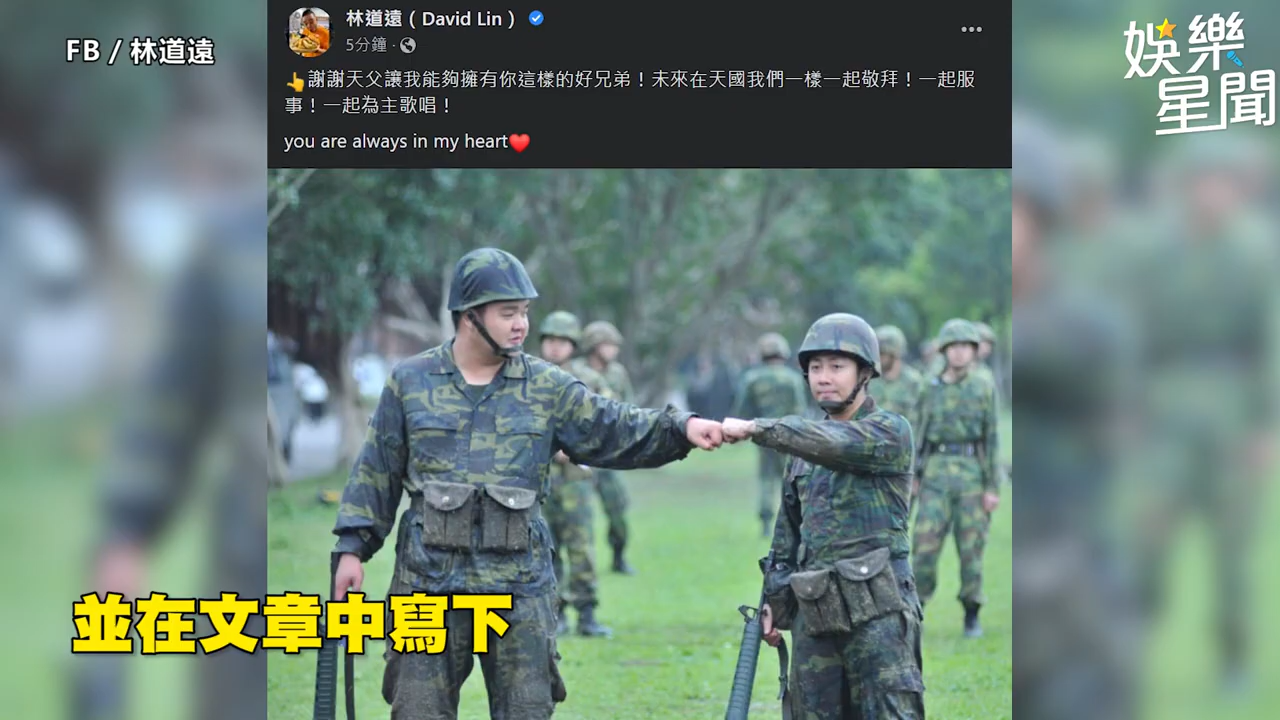 FB / 林道遠
林道遠（David Lin）
5分鐘 ·
👆謝謝天父讓我能夠擁有你這樣的好兄弟！未來在天國我們一樣一起敬拜！一起服
事！一起為主歌唱！
you are always in my heart❤️
娛樂
星聞
並在文章中寫下